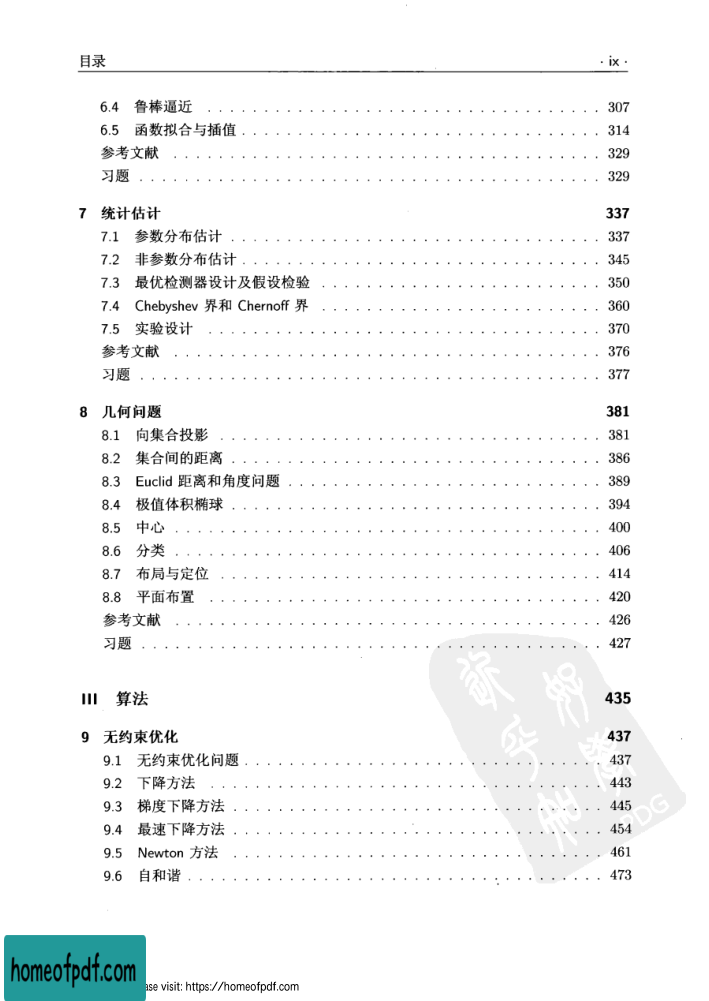 目录 · ix ·
6.4 鲁棒逼近 307
6.5 函数拟合与插值 314
参考文献 329
习题 329
7 统计估计 337
7.1 参数分布估计 337
7.2 非参数分布估计 345
7.3 最优检测器设计及假设检验 350
7.4 Chebyshev 界和 Chernoff 界 360
7.5 实验设计 370
参考文献 376
习题 377
8 几何问题 381
8.1 向集合投影 381
8.2 集合间的距离 386
8.3 Euclid 距离和角度问题 389
8.4 极值体积椭球 394
8.5 中心 400
8.6 分类 406
8.7 布局与定位 414
8.8 平面布置 420
参考文献 426
习题 427
III 算法 435
9 无约束优化 437
9.1 无约束优化问题 437
9.2 下降方法 443
9.3 梯度下降方法 445
9.4 最速下降方法 454
9.5 Newton 方法 461
9.6 自和谐 473
PDG
homeofpdf.com
ase visit: https://homeofpdf.com